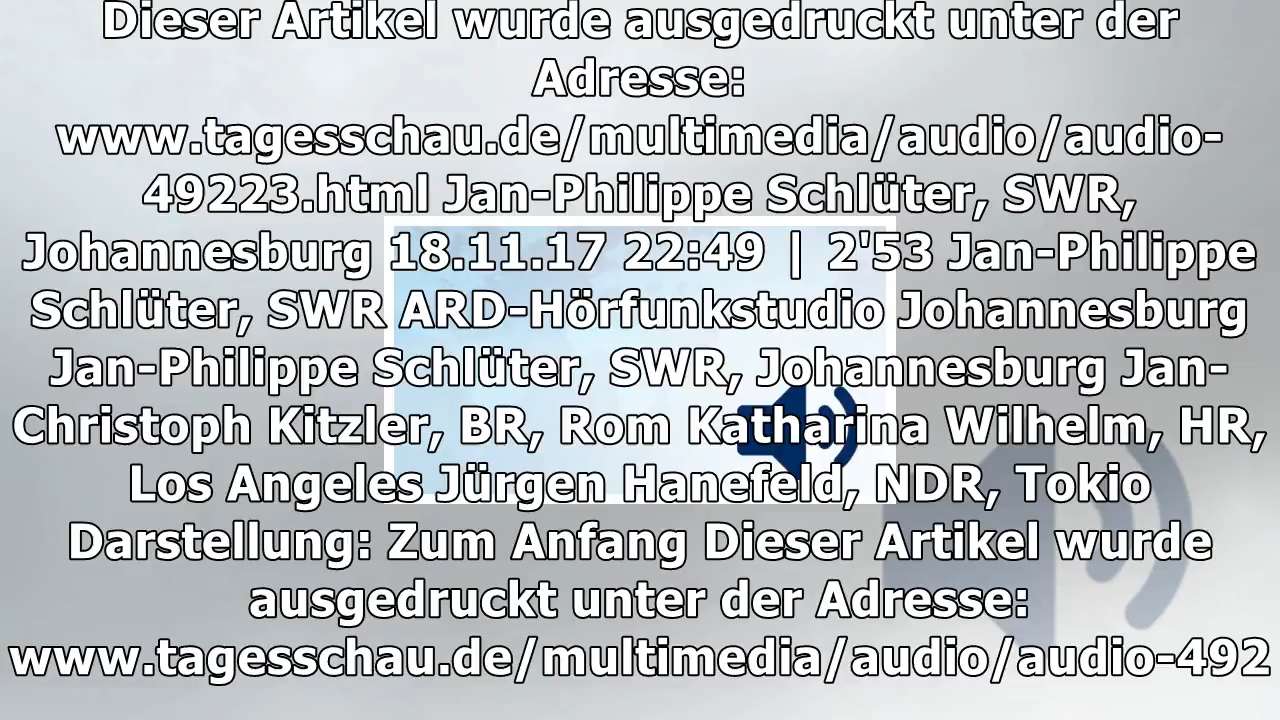 Dieser Artikel wurde ausgedruckt unter der
Adresse:
www.tagesschau.de/multimedia/audio/audio-
49223.html Jan-Philippe Schlüter, SWR,
Johannesburg 18.11.17 22:49 | 2'53 Jan-Philippe
Schlüter, SWR ARD-Hörfunkstudio Johannesburg
Jan-Philippe Schlüter, SWR, Johannesburg Jan-
Christoph Kitzler, BR, Rom Katharina Wilhelm, HR,
Los Angeles Jürgen Hanefeld, NDR, Tokio
Darstellung: Zum Anfang Dieser Artikel wurde
ausgedruckt unter der Adresse:
www.tagesschau.de/multimedia/audio/audio-492